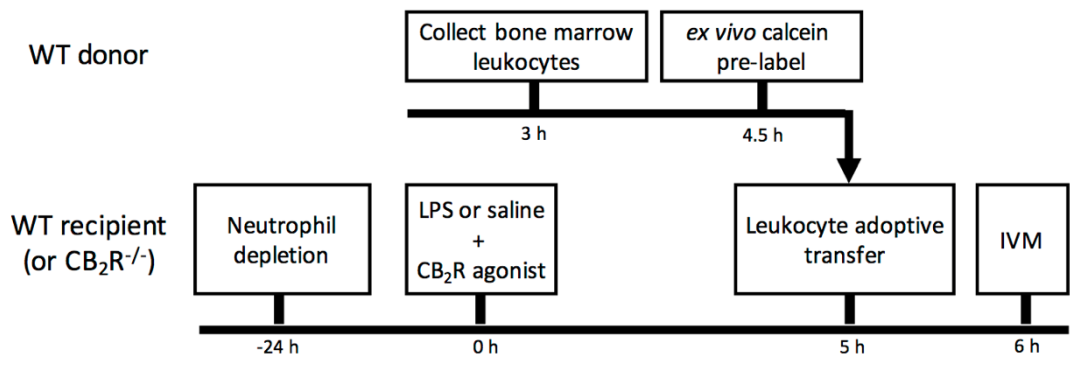 WT donor
Collect bone marrow
leukocytes
ex vivo calcein
pre-label
3 h
4.5 h
WT recipient
(or CB₂R⁻/⁻)
Neutrophil
depletion
LPS or saline
+
CB₂R agonist
Leukocyte adoptive
transfer
IVM
-24 h
0 h
5 h
6 h